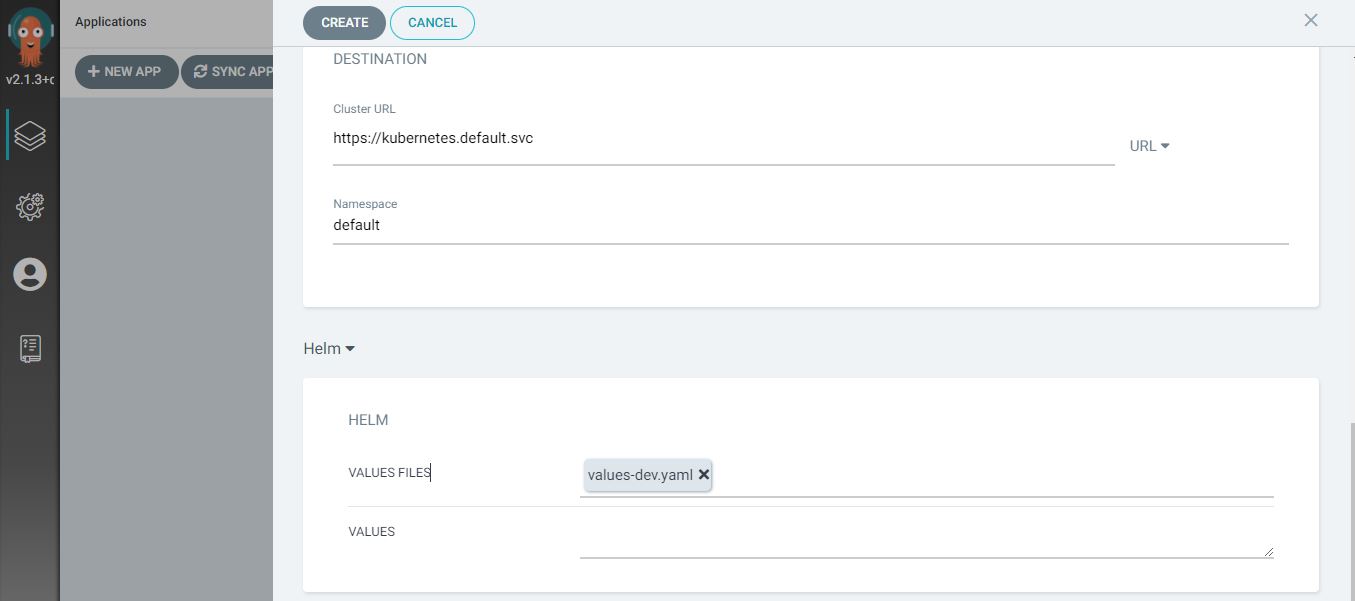 Applications
CREATE
CANCEL
v2.1.3+
NEW APP
SYNC APP
DESTINATION
Cluster URL
https://kubernetes.default.svc
URL
Namespace
default
Helm
HELM
VALUES FILES
values-dev.yaml
VALUES